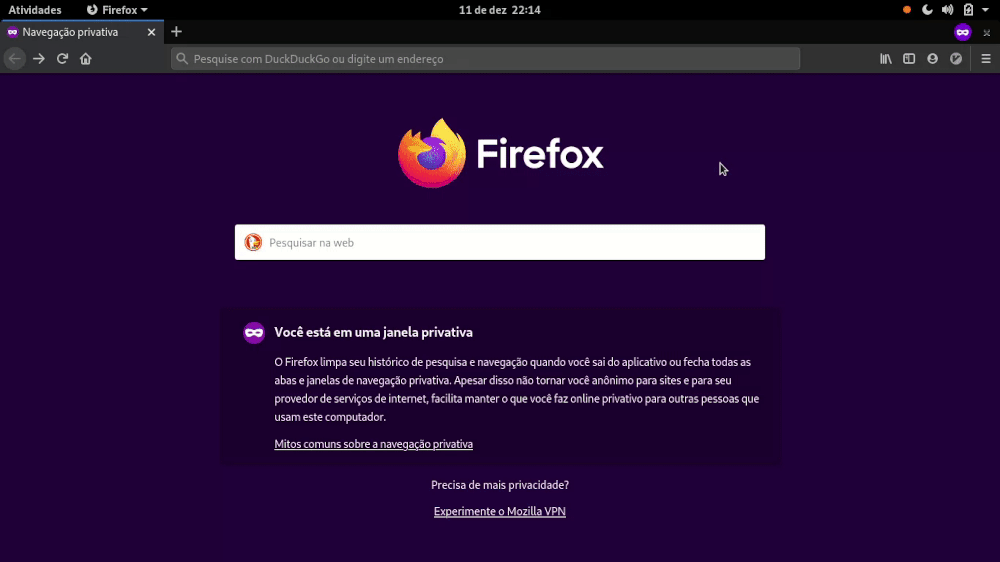 Atividades Firefox 11 de dez 22:14
Navegação privativa
Pesquise com DuckDuckGo ou digite um endereço
Firefox
Pesquisar na web
Você está em uma janela privativa
O Firefox limpa seu histórico de pesquisa e navegação quando você sai do aplicativo ou fecha todas as
abas e janelas de navegação privativa. Apesar disso não tornar você anônimo para sites e para seu
provedor de serviços de internet, facilita manter o que você faz online privativo para outras pessoas que
usam este computador.
Mitos comuns sobre a navegação privativa
Precisa de mais privacidade?
Experimente o Mozilla VPN